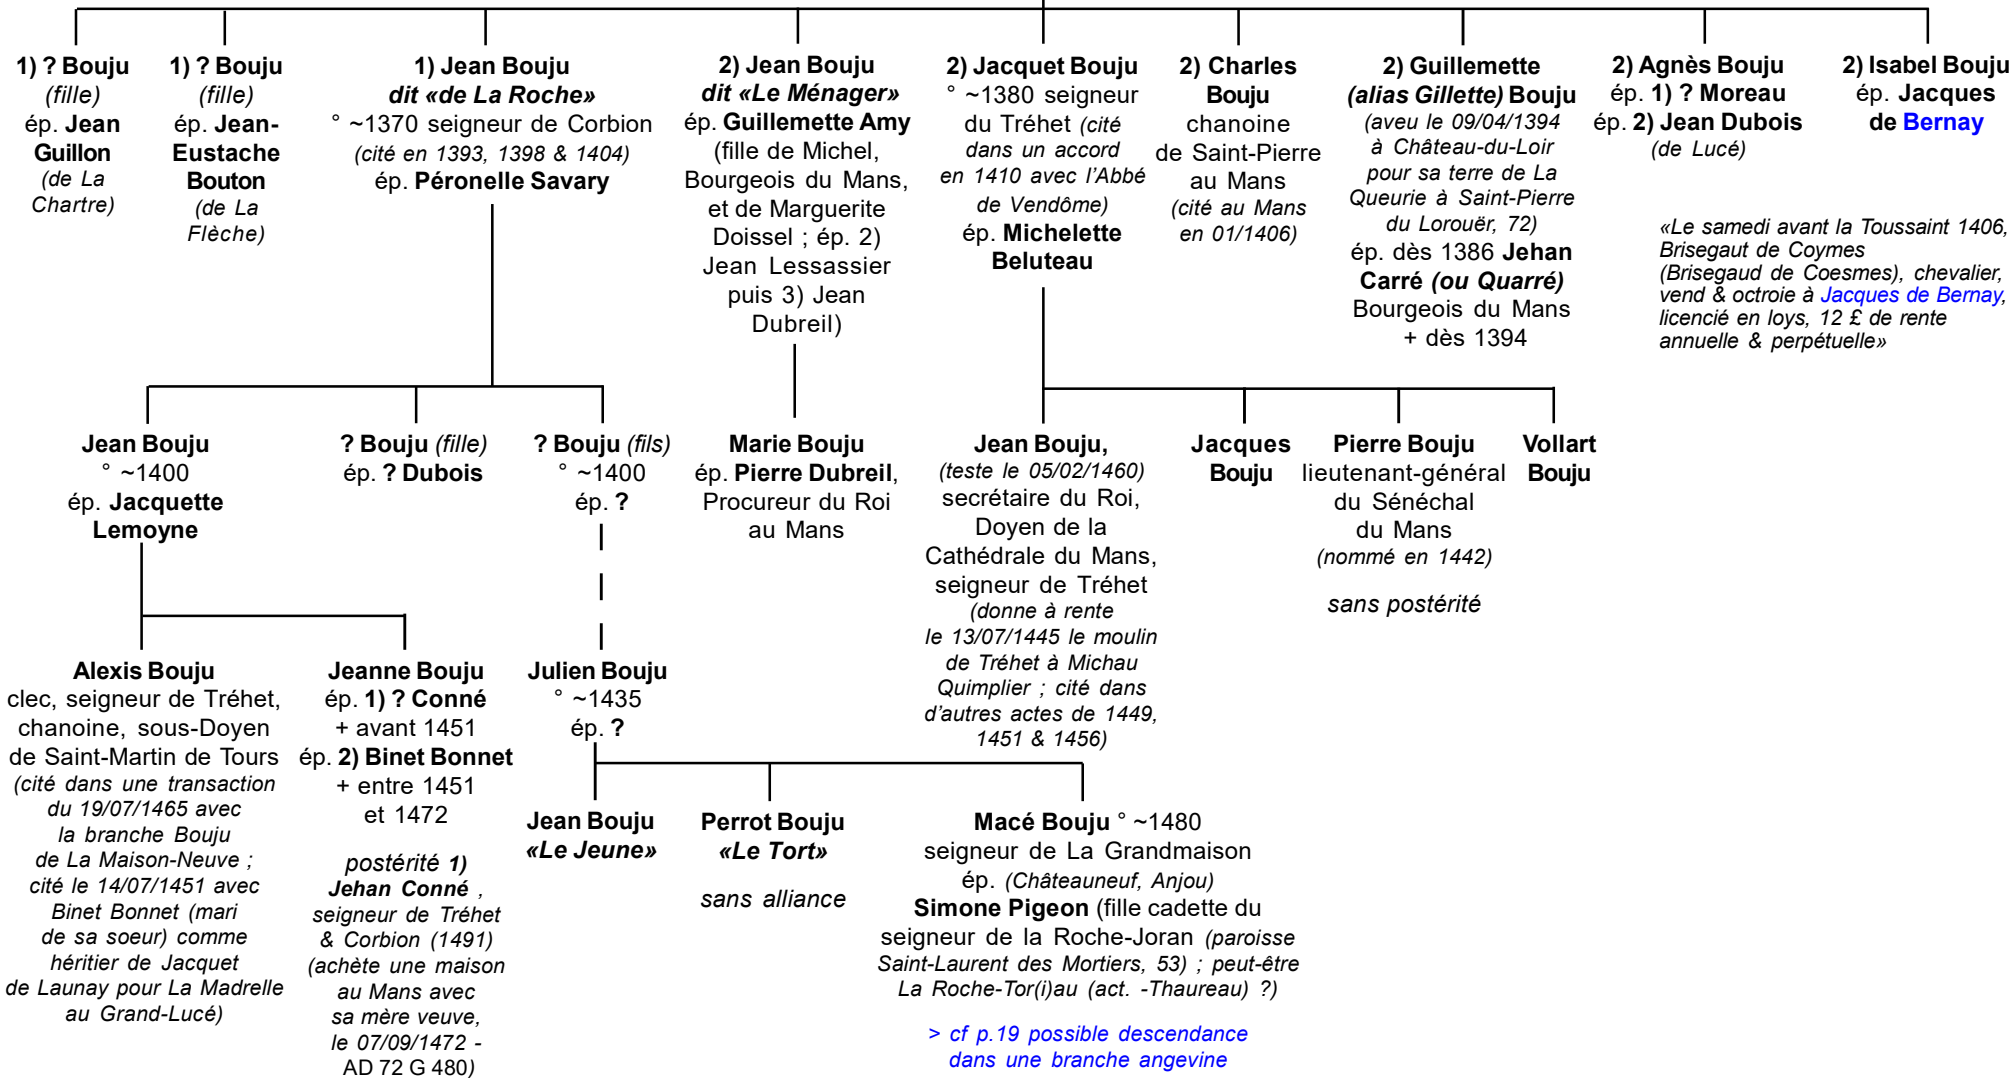 1) ? Bouju
(fille)
ép. Jean
Guillon
(de La
Chartre)
1) ? Bouju
(fille)
ép. Jean-
Eustache
Bouton
(de La
Flèche)
1) Jean Bouju
dit «de La Roche»
° ~1370 seigneur de Corbion
(cité en 1393, 1398 & 1404)
ép. Péronelle Savary
2) Jean Bouju
dit «Le Ménager»
ép. Guillemette Amy
(fille de Michel,
Bourgeois du Mans,
et de Marguerite
Doissel ; ép. 2)
Jean Lessassier
puis 3) Jean
Dubreil)
2) Jacquet Bouju
° ~1380 seigneur
du Tréhet (cité
dans un accord
en 1410 avec l'Abbé
de Vendôme)
ép. Michelette
Beluteau
2) Charles
Bouju
chanoine
de Saint-Pierre
au Mans
(cité au Mans
en 01/1406)
2) Guillemette
(alias Gillette) Bouju
(aveu le 09/04/1394
à Château-du-Loir
pour sa terre de La
Queurie à Saint-Pierre
du Lorouër, 72)
ép. dès 1386 Jehan
Carré (ou Quarré)
Bourgeois du Mans
+ dès 1394
2) Agnès Bouju
ép. 1) ? Moreau
ép. 2) Jean Dubois
(de Lucé)
2) Isabel Bouju
ép. Jacques
de Bernay
«Le samedi avant la Toussaint 1406,
Brisegaut de Coymes
(Brisegaud de Coesmes), chevalier,
vend & octroie à Jacques de Bernay,
licencié en loys, 12 £ de rente
annuelle & perpétuelle»
Jean Bouju
° ~1400
ép. Jacquette
Lemoyne
? Bouju (fille)
ép. ? Dubois
? Bouju (fils)
° ~1400
ép. ?
Marie Bouju
ép. Pierre Dubreil,
Procureur du Roi
au Mans
Jean Bouju,
(teste le 05/02/1460)
secrétaire du Roi,
Doyen de la
Cathédrale du Mans,
seigneur de Tréhet
(donne à rente
le 13/07/1445 le moulin
de Tréhet à Michau
Quimplier ; cité dans
d'autres actes de 1449,
1451 & 1456)
Jacques
Bouju
Pierre Bouju
lieutenant-général
du Sénéchal
du Mans
(nommé en 1442)
sans postérité
Vollart
Bouju
Alexis Bouju
clec, seigneur de Tréhet,
chanoine, sous-Doyen
de Saint-Martin de Tours
(cité dans une transaction
du 19/07/1465 avec
la branche Bouju
de La Maison-Neuve ;
cité le 14/07/1451 avec
Binet Bonnet (mari
de sa soeur) comme
héritier de Jacquet
de Launay pour La Madrelle
au Grand-Lucé)
Jeanne Bouju
ép. 1) ? Conné
+ avant 1451
ép. 2) Binet Bonnet
+ entre 1451
et 1472
postérité 1)
Jehan Conné ,
seigneur de Tréhet
& Corbion (1491)
(achète une maison
au Mans avec
sa mère veuve,
le 07/09/1472 -
AD 72 G 480)
Julien Bouju
° ~1435
ép. ?
Jean Bouju
«Le Jeune»
Perrot Bouju
«Le Tort»
sans alliance
Macé Bouju ° ~1480
seigneur de La Grandmaison
ép. (Châteauneuf, Anjou)
Simone Pigeon (fille cadette du
seigneur de la Roche-Joran (paroisse
Saint-Laurent des Mortiers, 53) ; peut-être
La Roche-Tor(i)au (act. -Thaureau) ?)
> cf p.19 possible descendance
dans une branche angevine